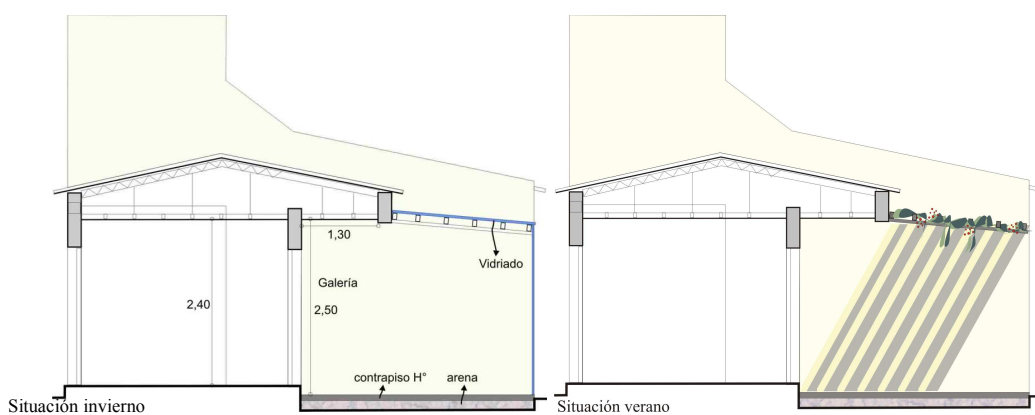 1,30
Vidriado
Galería
2,40
2,50
contrapiso H° arena
Situación invierno
Situación verano